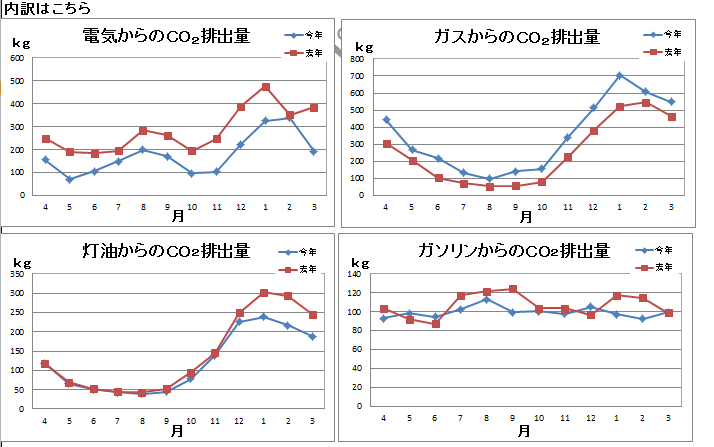 内訳はこちら
電気からのCO₂排出量
kg
今年
去年
600
500
400
300
200
100
0
4 5 6 7 8 9 10 11 12 1 2 3
月
ガスからのCO₂排出量
kg
今年
去年
800
700
600
500
400
300
200
100
0
4 5 6 7 8 9 10 11 12 1 2 3
月
灯油からのCO₂排出量
kg
今年
去年
350
300
250
200
150
100
50
0
4 5 6 7 8 9 10 11 12 1 2 3
月
ガソリンからのCO₂排出量
kg
今年
去年
140
120
100
80
60
40
20
0
4 5 6 7 8 9 10 11 12 1 2 3
月